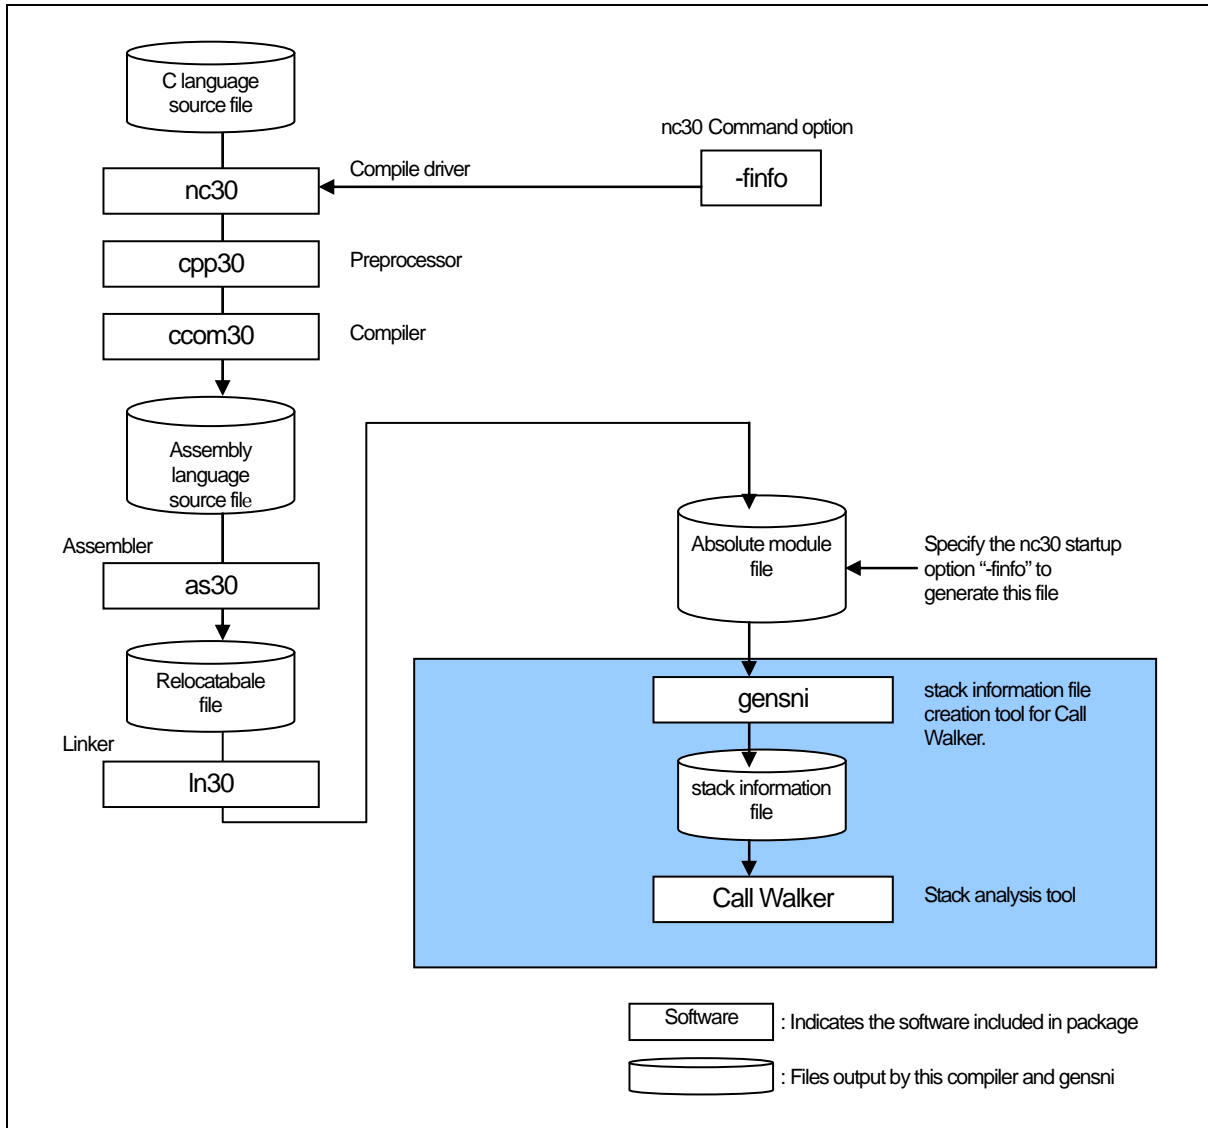 C language
source file
nc30 Command option
Compile driver
-finfo
nc30
cpp30
Preprocessor
ccom30
Compiler
Assembly
language
source file
Assembler
as30
Relocatabale
file
Linker
ln30
Absolute module
file
Specify the nc30 startup
option “-finfo” to
generate this file
gensni
stack information file
creation tool for Call
Walker.
stack information
file
Call Walker
Stack analysis tool
Software
: Indicates the software included in package
: Files output by this compiler and gensni